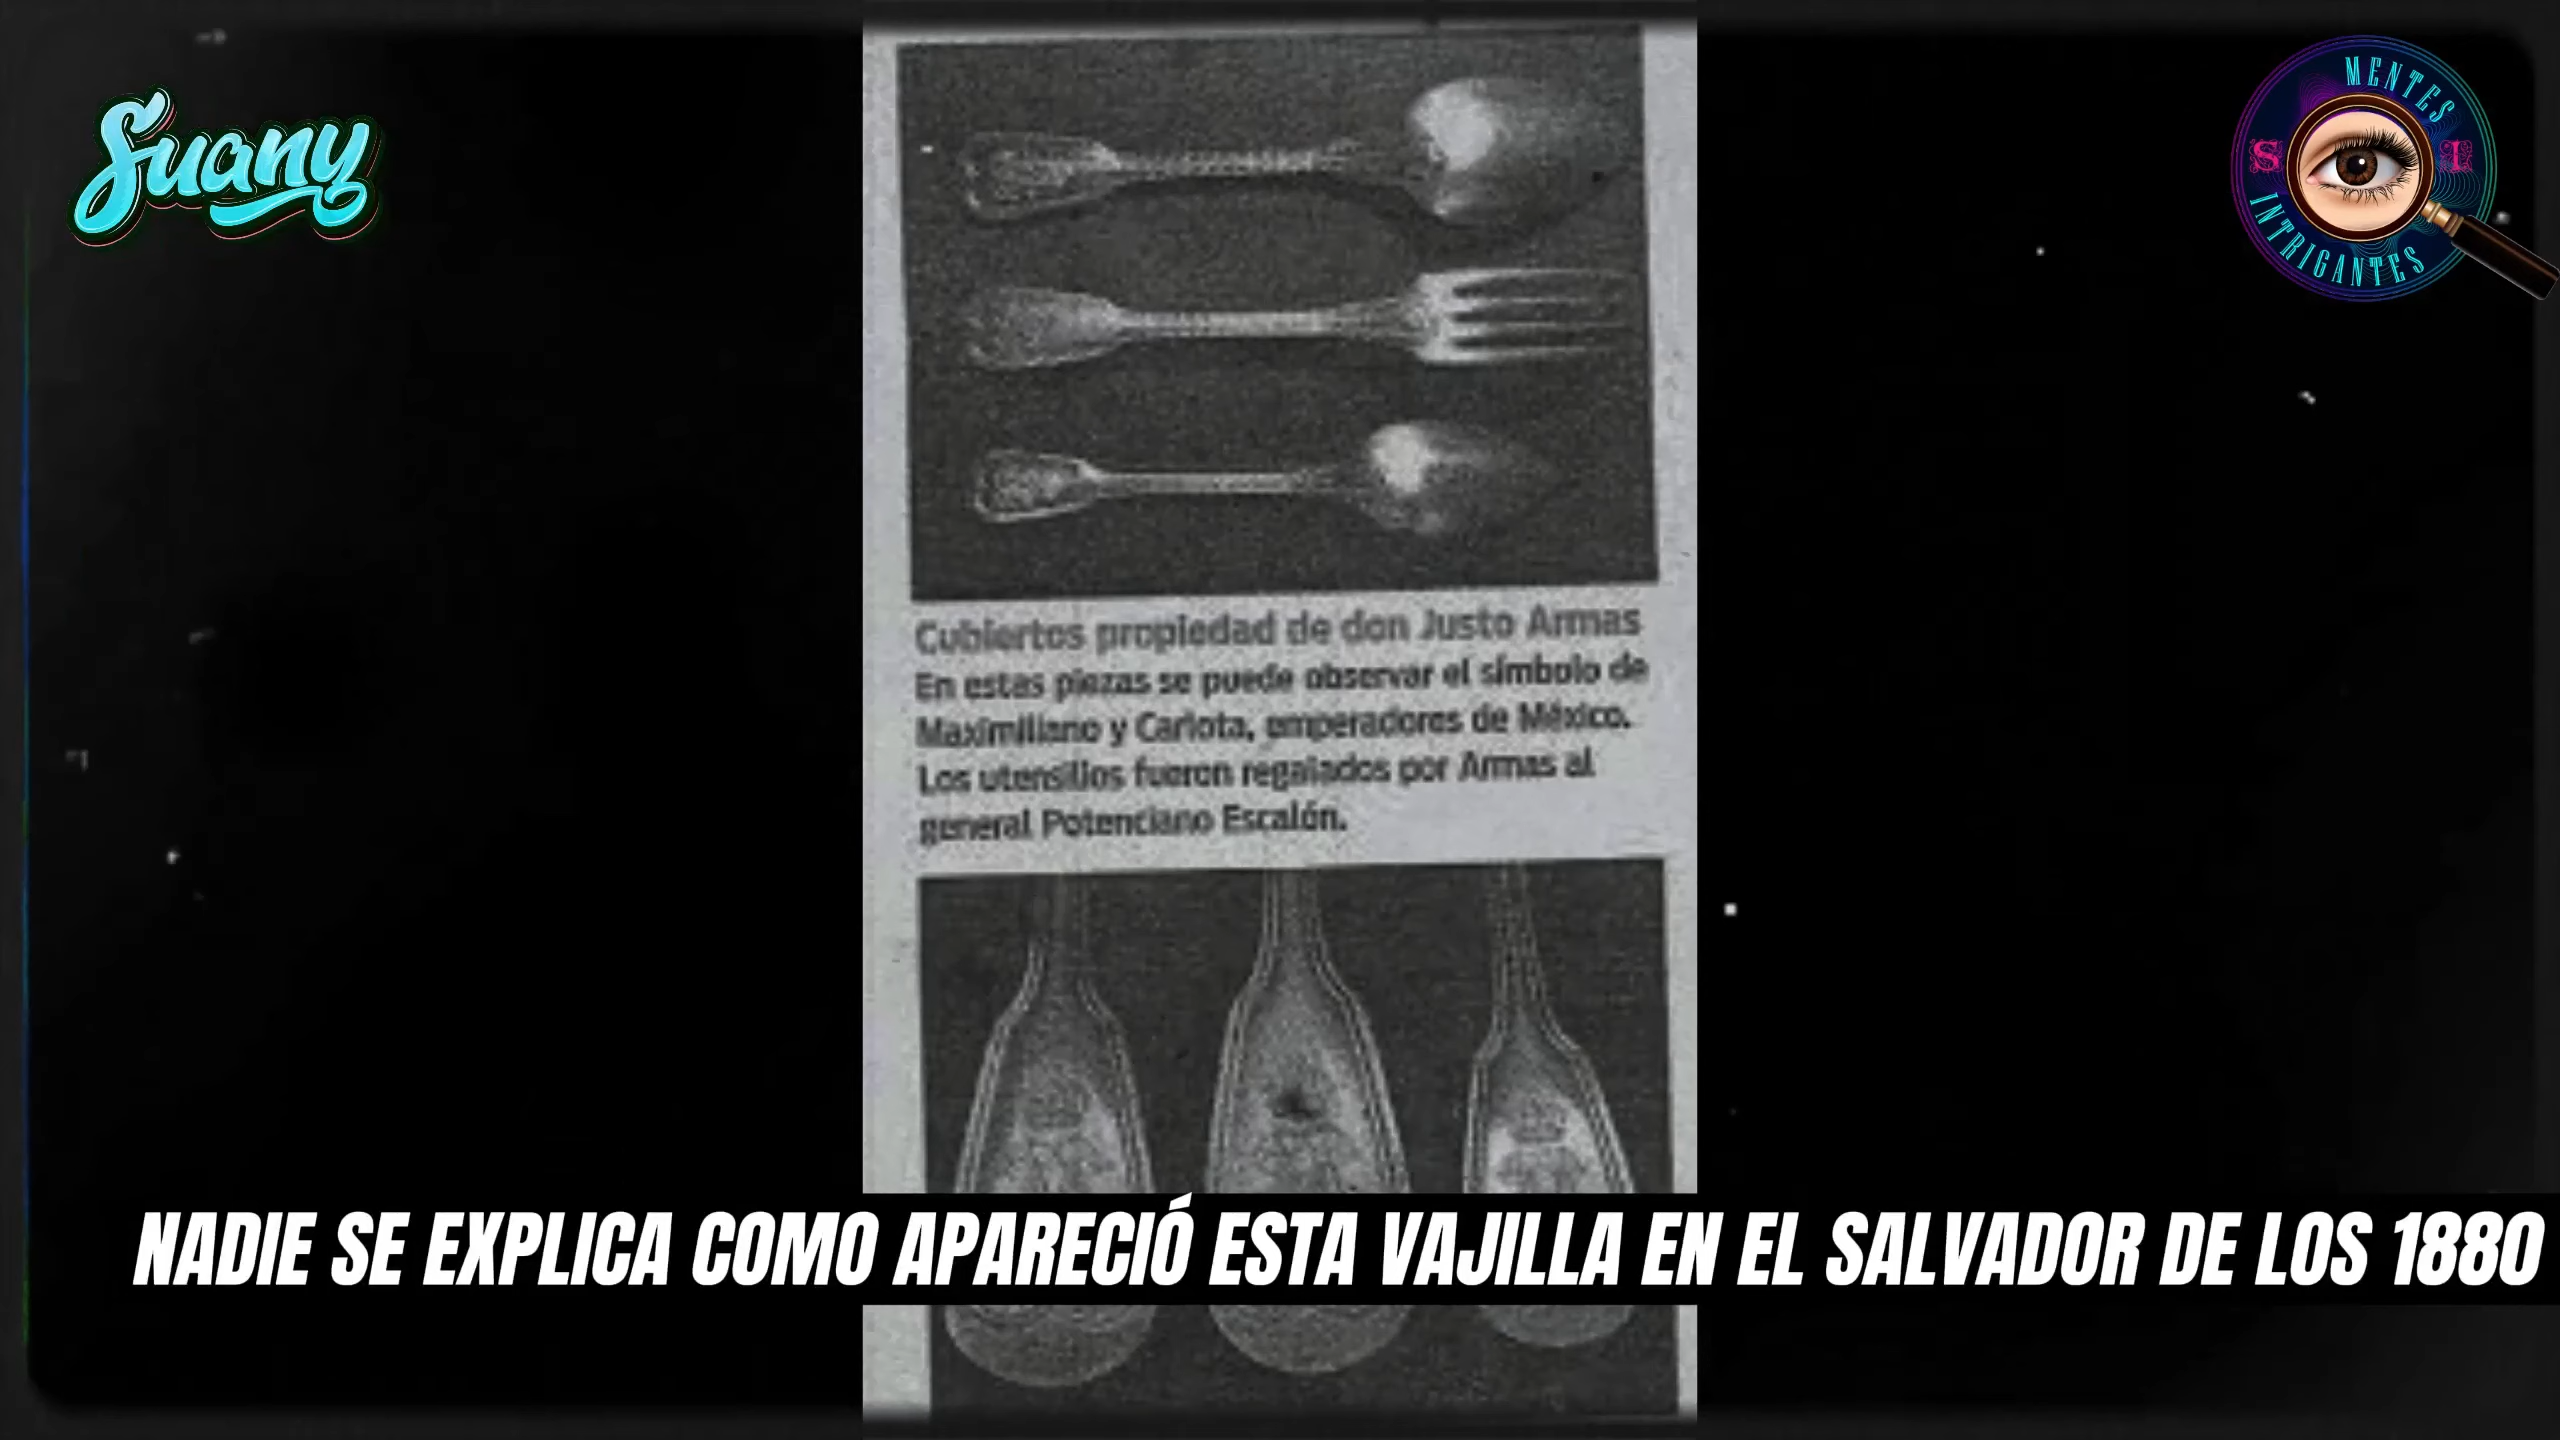 Suany
MENTES
S I
INTRIGANTES
Cubiertos propiedad de don Justo Armas
En estas piezas se puede observar el símbolo de
Maximiliano y Carlota, emperadores de México.
Los utensilios fueron regalados por Armas al
general Potenciano Escalón.
NADIE SE EXPLICA COMO APARECIÓ ESTA VAJILLA EN EL SALVADOR DE LOS 1880